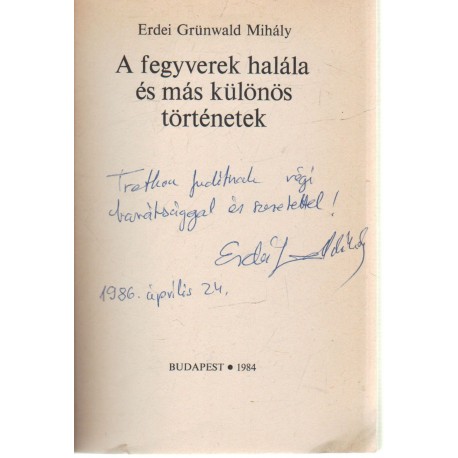 Erdei Grünwald Mihály
A fegyverek halála
és más különös
történetek
Juditnak régi
barátsággal és szeretettel!
Erdei G Mihály
1986. április 24.
BUDAPEST • 1984